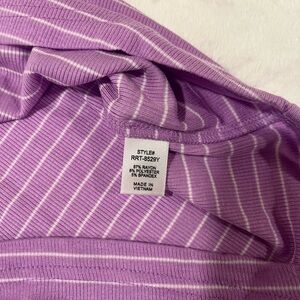 STYLE#
RRT-8529Y
87% RAYON
8% POLYESTER
5% SPANDEX
MADE IN
VIETNAM